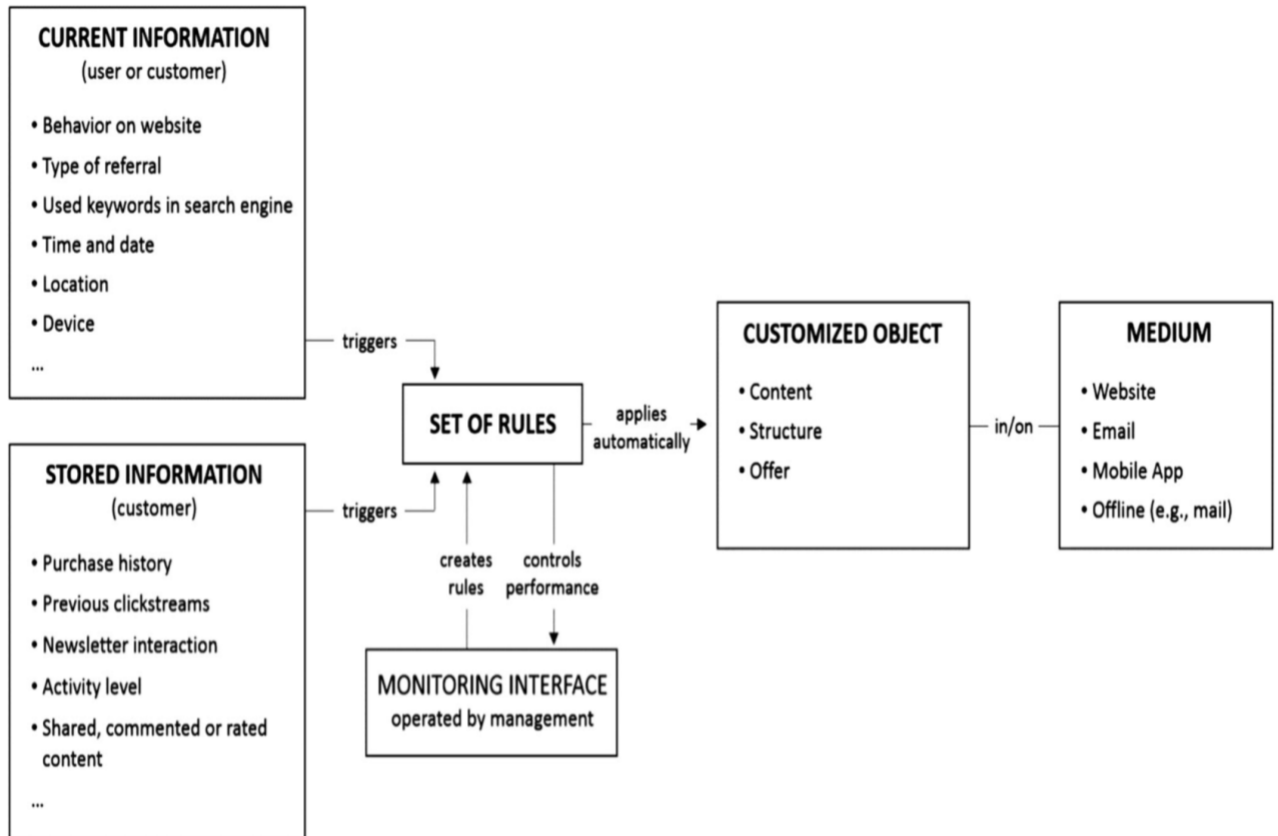 CURRENT INFORMATION
(user or customer)
• Behavior on website
• Type of referral
• Used keywords in search engine
• Time and date
• Location
• Device
...
triggers
STORED INFORMATION
(customer)
• Purchase history
• Previous clickstreams
• Newsletter interaction
• Activity level
• Shared, commented or rated
content
...
triggers
SET OF RULES
creates
rules
controls
performance
MONITORING INTERFACE
operated by management
applies
automatically
CUSTOMIZED OBJECT
• Content
• Structure
• Offer
in/on
MEDIUM
• Website
• Email
• Mobile App
• Offline (e.g., mail)